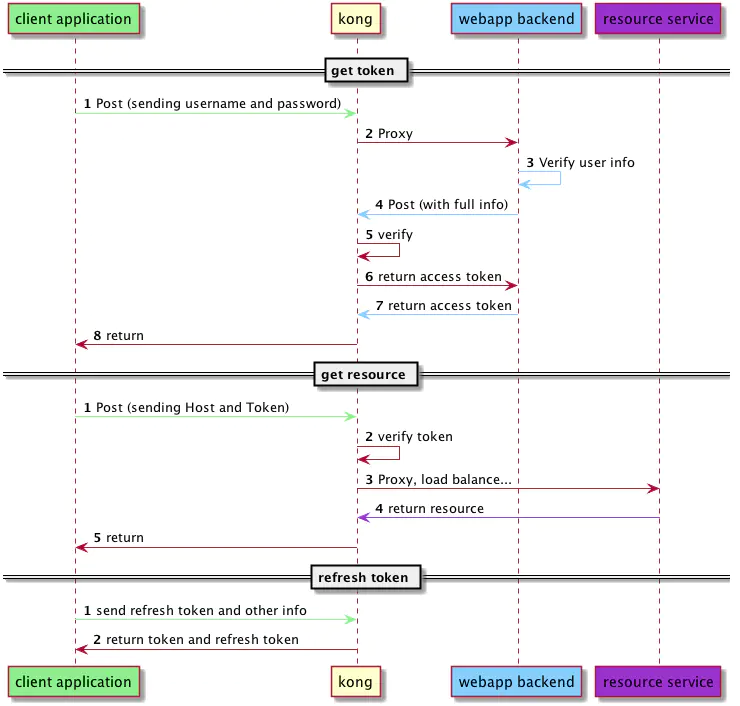 client application kong webapp backend resource service
get token
1 Post (sending username and password)
2 Proxy
3 Verify user info
4 Post (with full info)
5 verify
6 return access token
7 return access token
8 return
get resource
1 Post (sending Host and Token)
2 verify token
3 Proxy, load balance...
4 return resource
5 return
refresh token
1 send refresh token and other info
2 return token and refresh token
client application kong webapp backend resource service